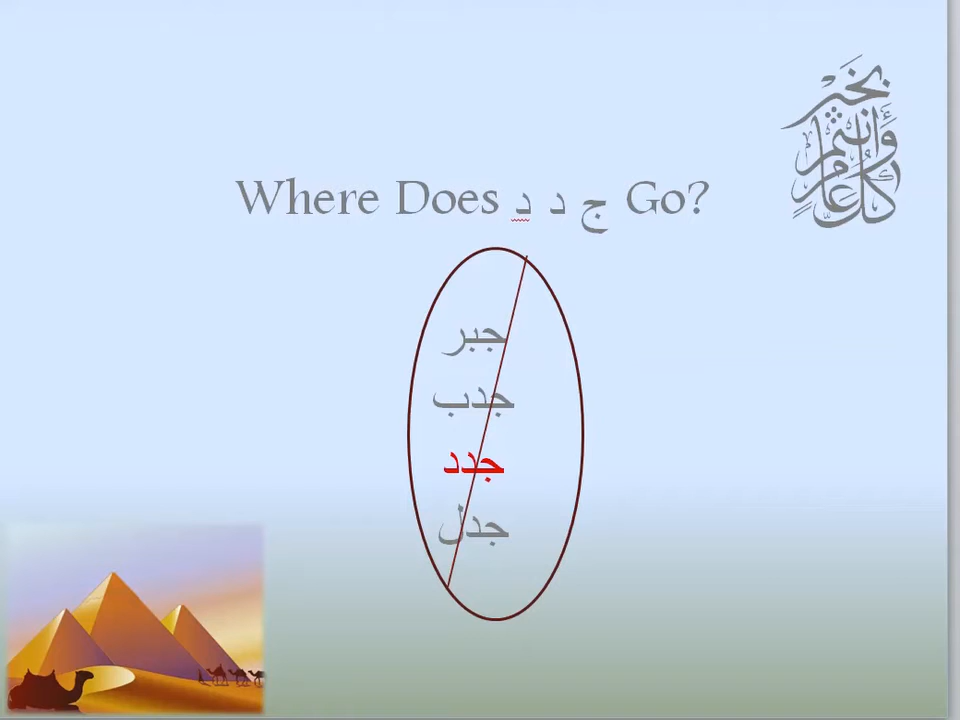 Where Does ج د د Go?
جبر
جدب
جدد
جدل
كل عام
وأنتم
بخير